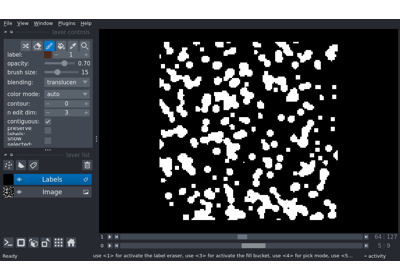 File View Window Plugins Help
layer controls
label: 1
opacity: 0.70
brush size: 15
blending: translucen
color mode: auto
contour: 0
n edit dim: 3
contiguous:
preserve
labels:
show
selected:
layer list
Labels
Image
1 64 127
0 5 9
Ready
use <1> for activate the label eraser, use <3> for activate the fill bucket, use <4> for pick mode, use <5...
activity